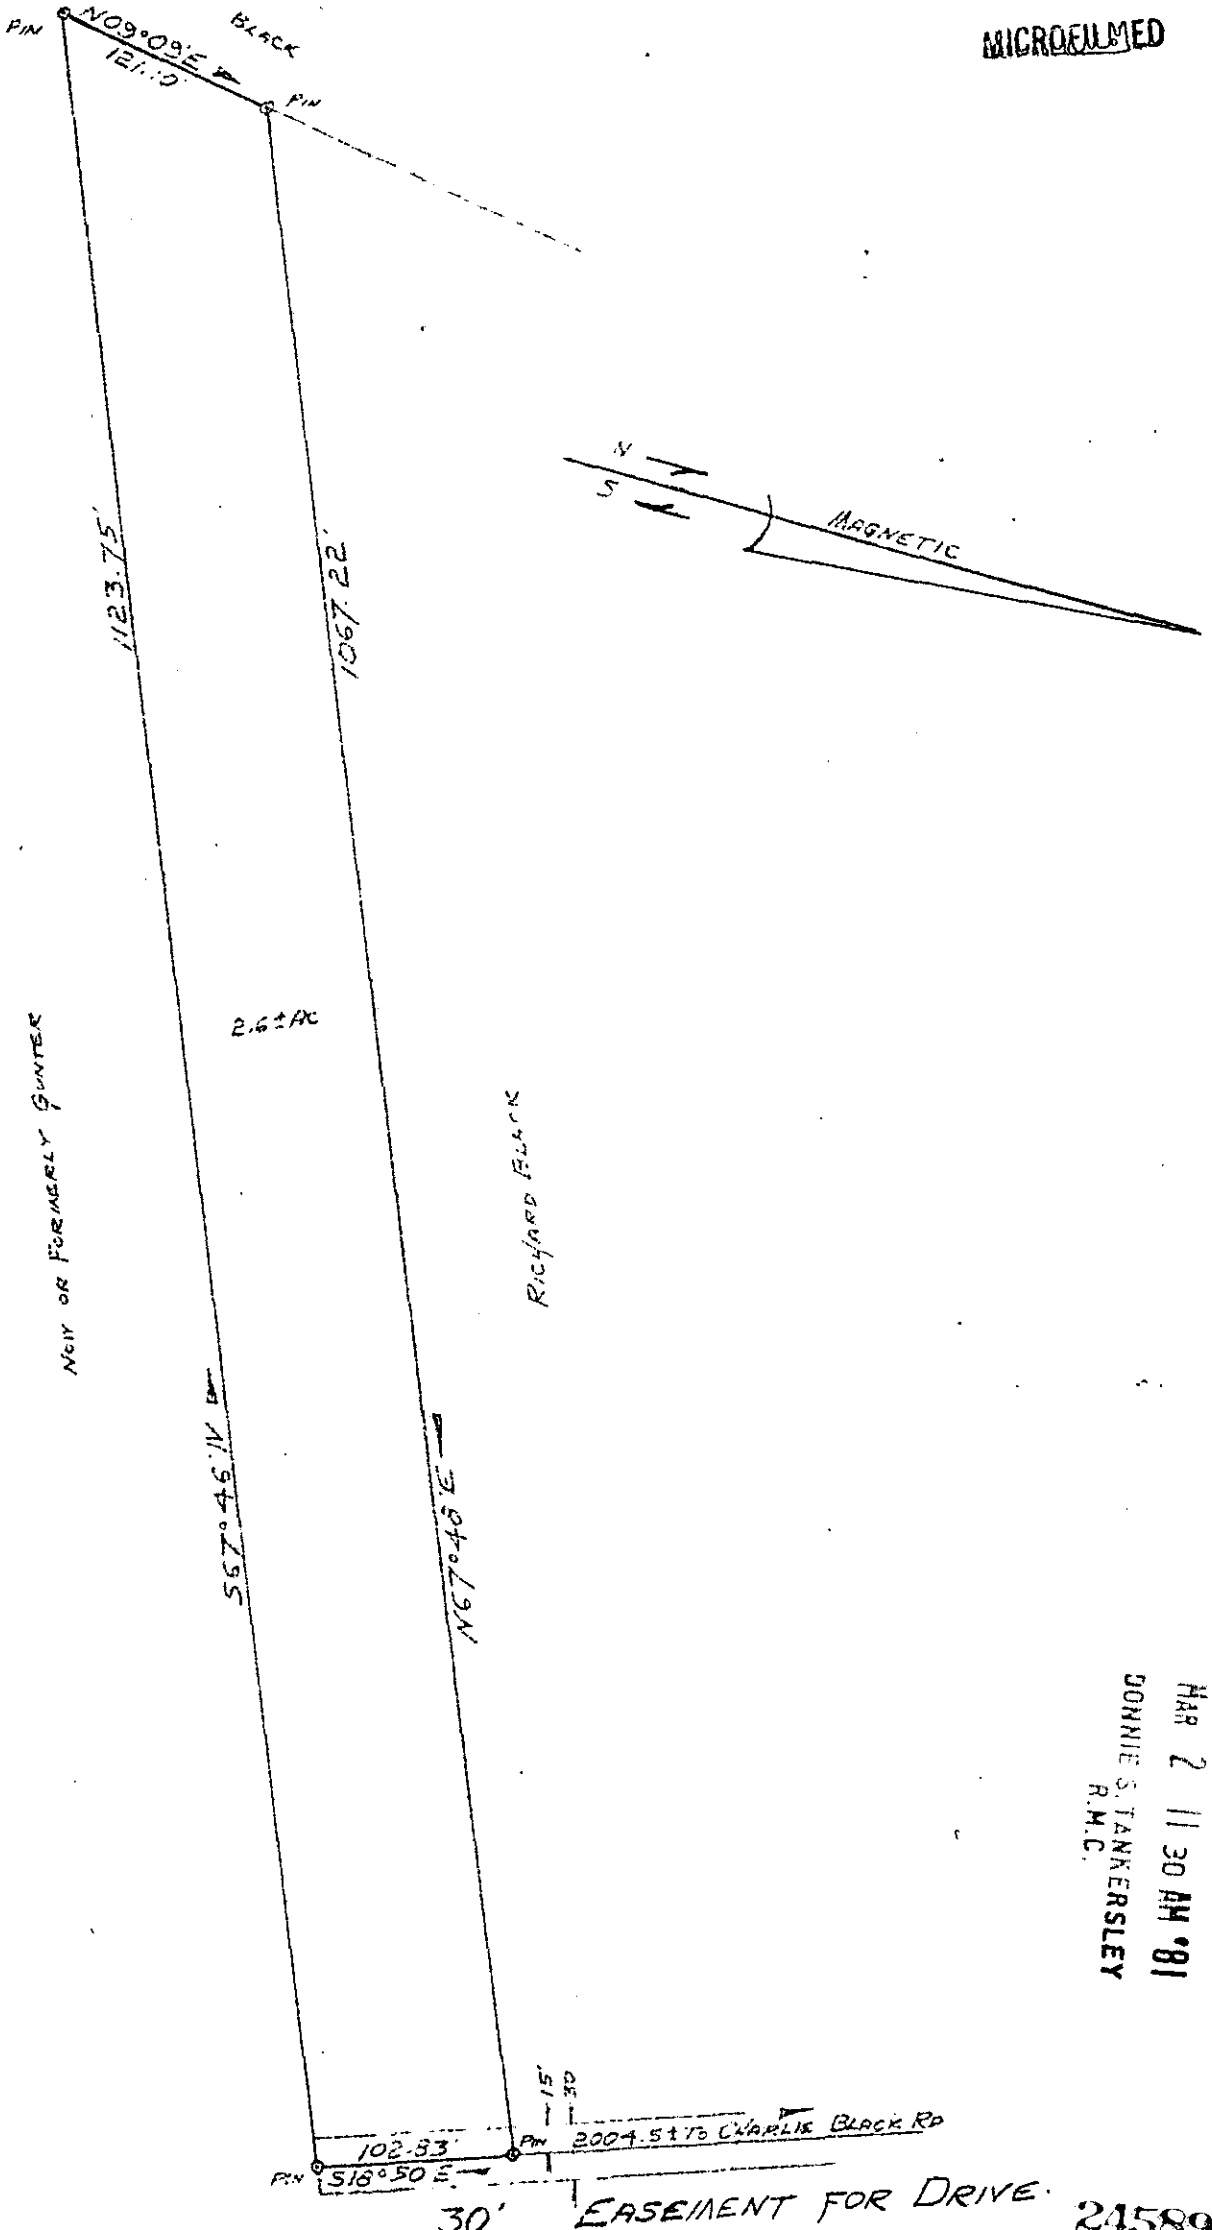 MICROFILMED
PIN
N09°09'E
121.10'
BLACK
PIN
N
S
MAGNETIC
1123.75'
1067.22'
2.6±AC
NOW OR FORMERLY GUNTER
RICHARD BLACK
S67°46'W
N67°48'E
MAR 2 11 30 AM '81
DONNIE S. TANKERSLEY
R.M.C.
15'
30'
102.83'
PIN
2004.5± TO CHARLIE BLACK RD
PIN
S18°50'E
30' EASEMENT FOR DRIVE.
24589